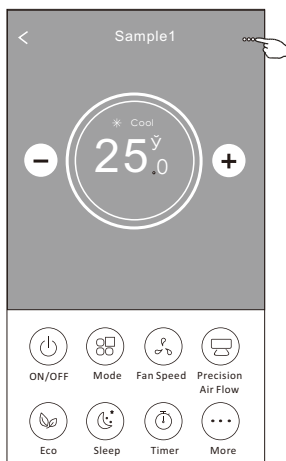 Sample1
Cool
25.0 ў
ON/OFF
Mode
Fan Speed
Precision
Air Flow
Eco
Sleep
Timer
More